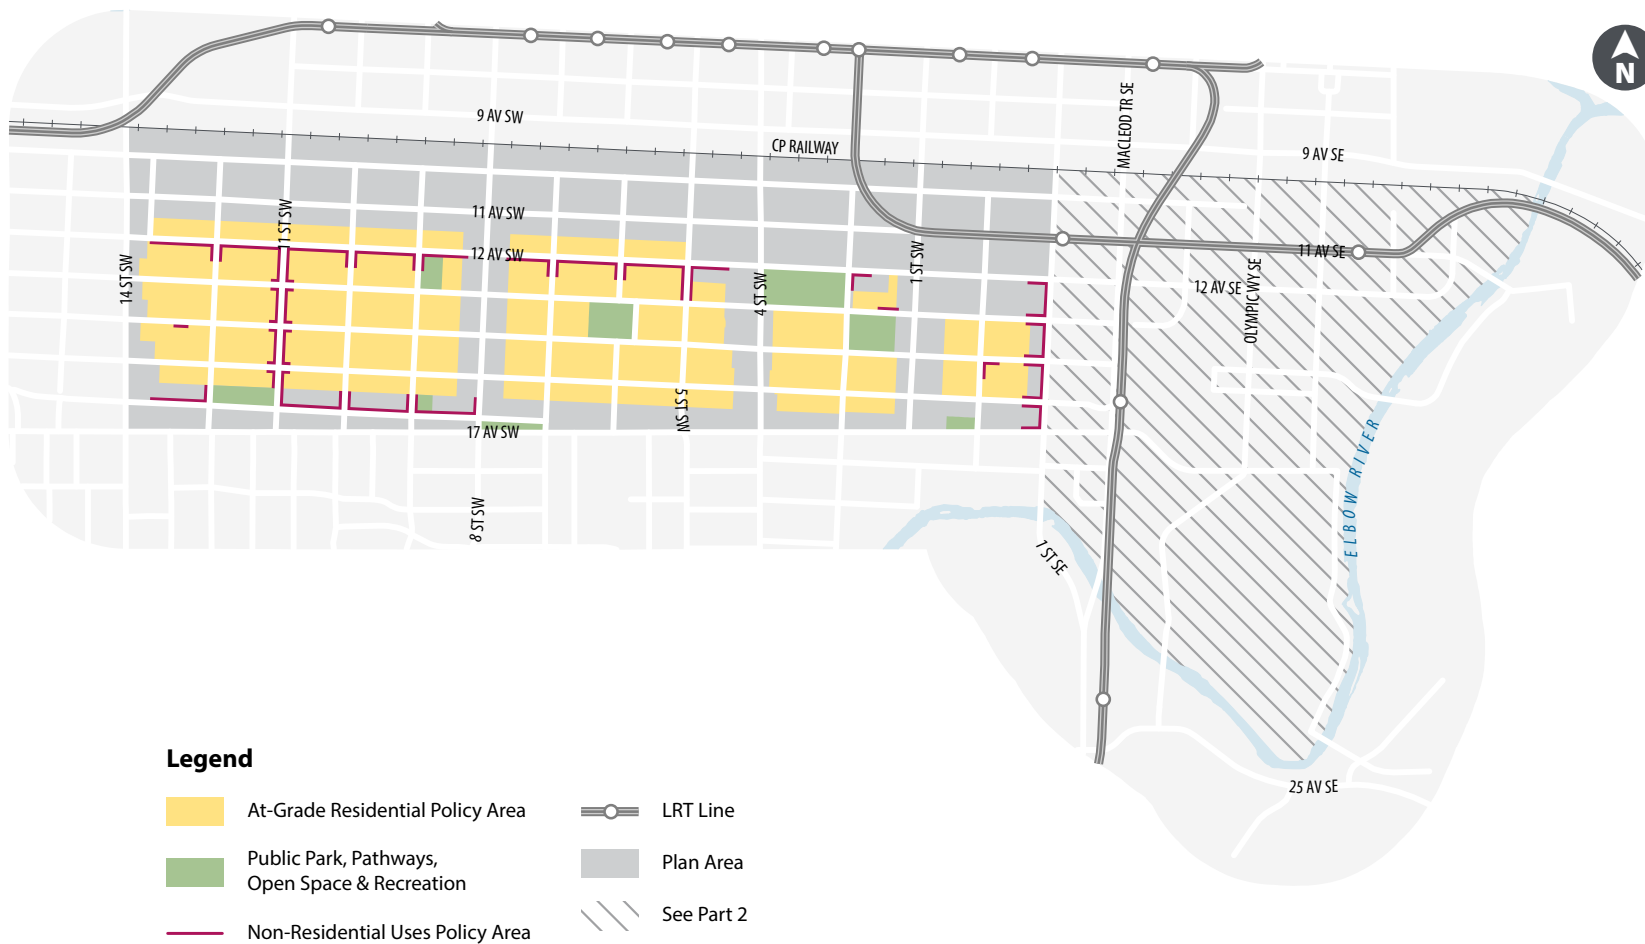 N
9 AV SW
CP RAILWAY
MACLEOD TR SE
9 AV SE
11 AV SW
11 ST SW
12 AV SW
14 ST SW
4 ST SW
1 ST SW
11 AV SE
12 AV SE
OLYMPIC WY SE
5 ST SW
17 AV SW
8 ST SW
ELBOW RIVER
7 ST SE
25 AV SE
Legend
At-Grade Residential Policy Area
LRT Line
Public Park, Pathways,
Open Space & Recreation
Plan Area
See Part 2
Non-Residential Uses Policy Area